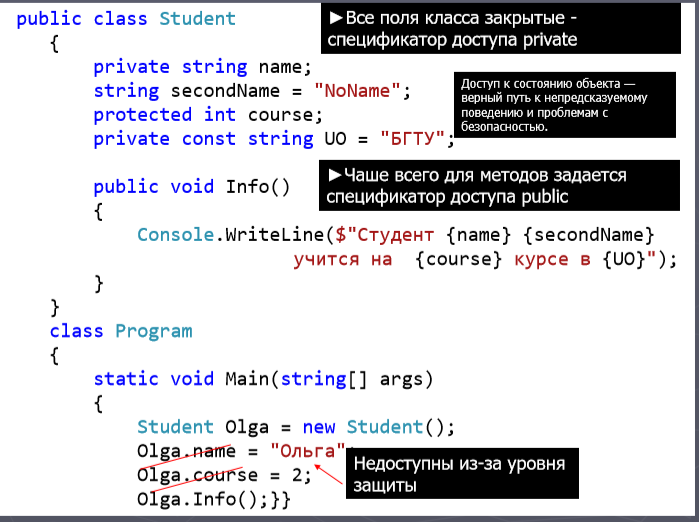 public class Student
►Все поля класса закрытые -
спецификатор доступа private
{
private string name;
string secondName = "NoName";
protected int course;
private const string UO = "БГТУ";
Доступ к состоянию объекта —
верный путь к непредсказуемому
поведению и проблемам с
безопасностью.
public void Info()
►Чаше всего для методов задается
спецификатор доступа public
{
Console.WriteLine($"Студент {name} {secondName}
учится на {course} курсе в {UO}");
}
}
class Program
{
static void Main(string[] args)
{
Student Olga = new Student();
Olga.name = "Ольга";
Olga.course = 2;
Olga.Info();}}
Недоступны из-за уровня
защиты